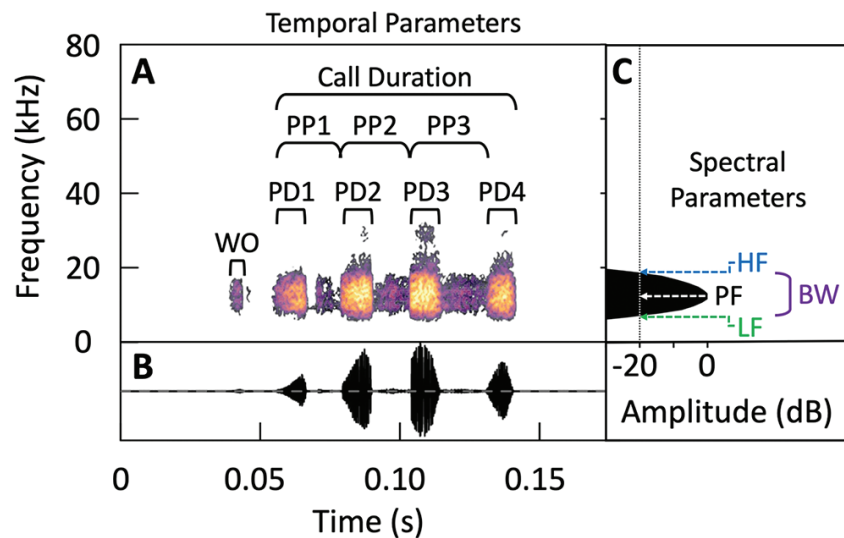 Temporal Parameters
A
C
Call Duration
PP1 PP2 PP3
PD1 PD2 PD3 PD4
WO
Frequency (kHz)
80
60
40
20
0
Spectral
Parameters
-HF
PF
BW
-LF
B
-20 0
Amplitude (dB)
0 0.05 0.10 0.15
Time (s)